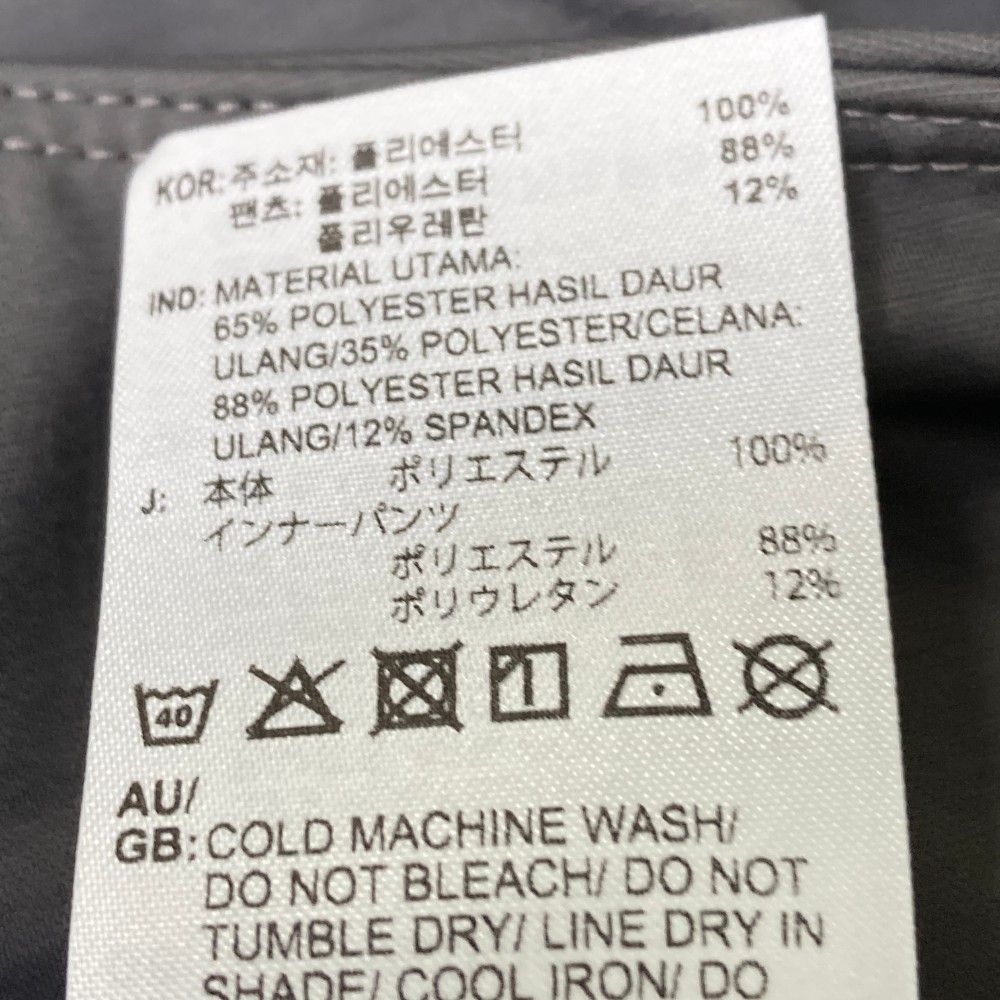 KOR: 주소재: 폴리에스터 100%
팬츠: 폴리에스터 88%
폴리우레탄 12%
IND: MATERIAL UTAMA:
65% POLYESTER HASIL DAUR
ULANG/35% POLYESTER/CELANA:
88% POLYESTER HASIL DAUR
ULANG/12% SPANDEX
J: 本体 ポリエステル 100%
インナーパンツ
ポリエステル 88%
ポリウレタン 12%
40
AU/
GB: COLD MACHINE WASH/
DO NOT BLEACH/ DO NOT
TUMBLE DRY/ LINE DRY IN
SHADE/ COOL IRON/ DO